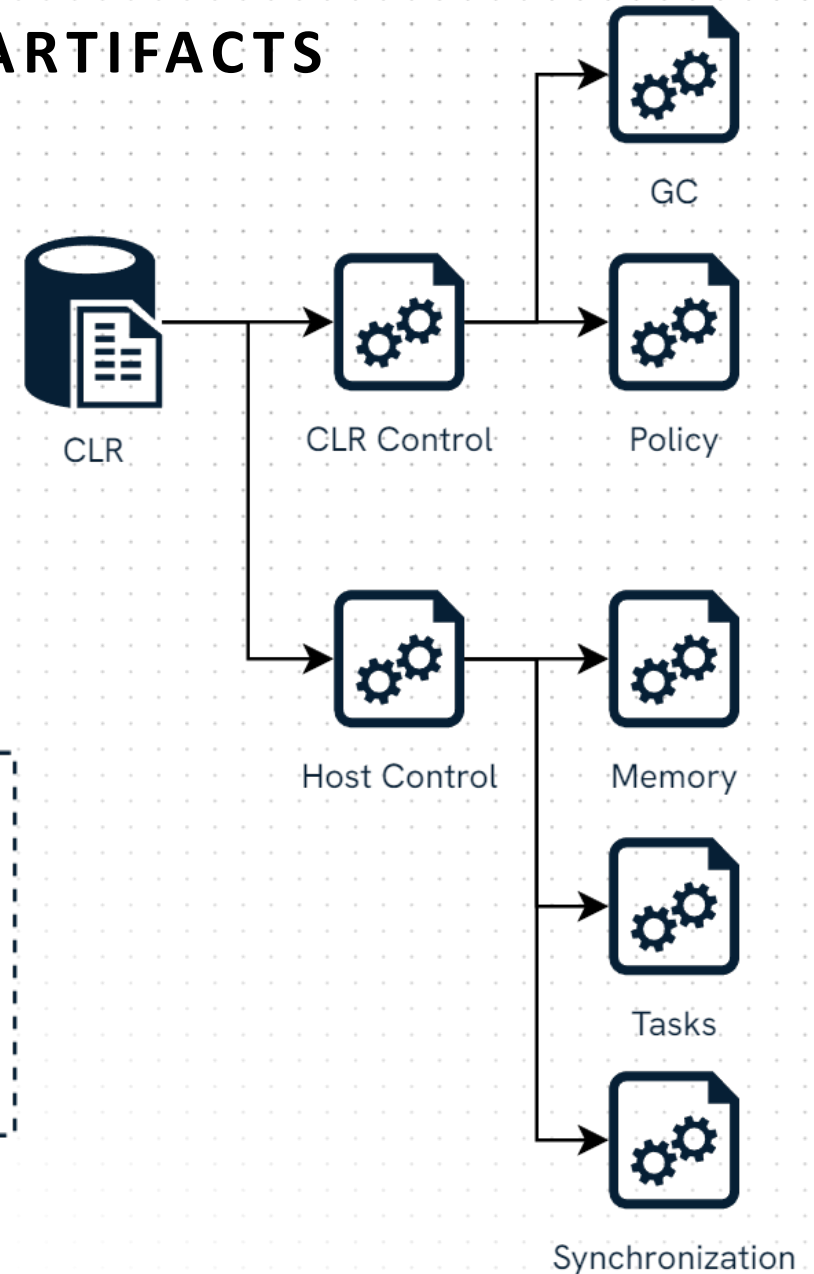 ARTIFACTS
GC
CLR
CLR Control
Policy
Host Control
Memory
Tasks
Synchronization